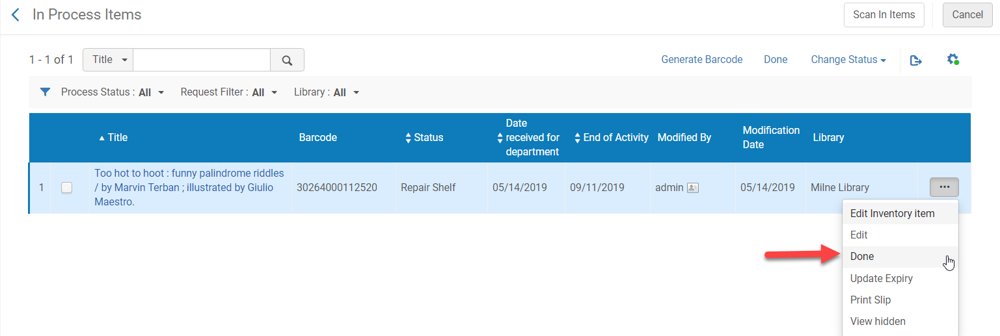 In Process Items
Scan In Items
Cancel
1 - 1 of 1
Title
Generate Barcode
Done
Change Status
Process Status : All
Request Filter : All
Library : All
Title
Barcode
Status
Date
received for
department
End of Activity
Modified By
Modification
Date
Library
1
Too hot to hoot : funny palindrome riddles
/ by Marvin Terban ; illustrated by Giulio
Maestro.
30264000112520
Repair Shelf
05/14/2019
09/11/2019
admin
05/14/2019
Milne Library
Edit Inventory item
Edit
Done
Update Expiry
Print Slip
View hidden